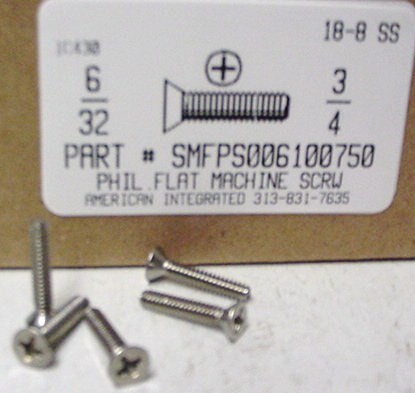 18-8 SS
IC430
6
32
3
4
PART # SMFPS006100750
PHIL.FLAT MACHINE SCRW
AMERICAN INTEGRATED 313-831-7635